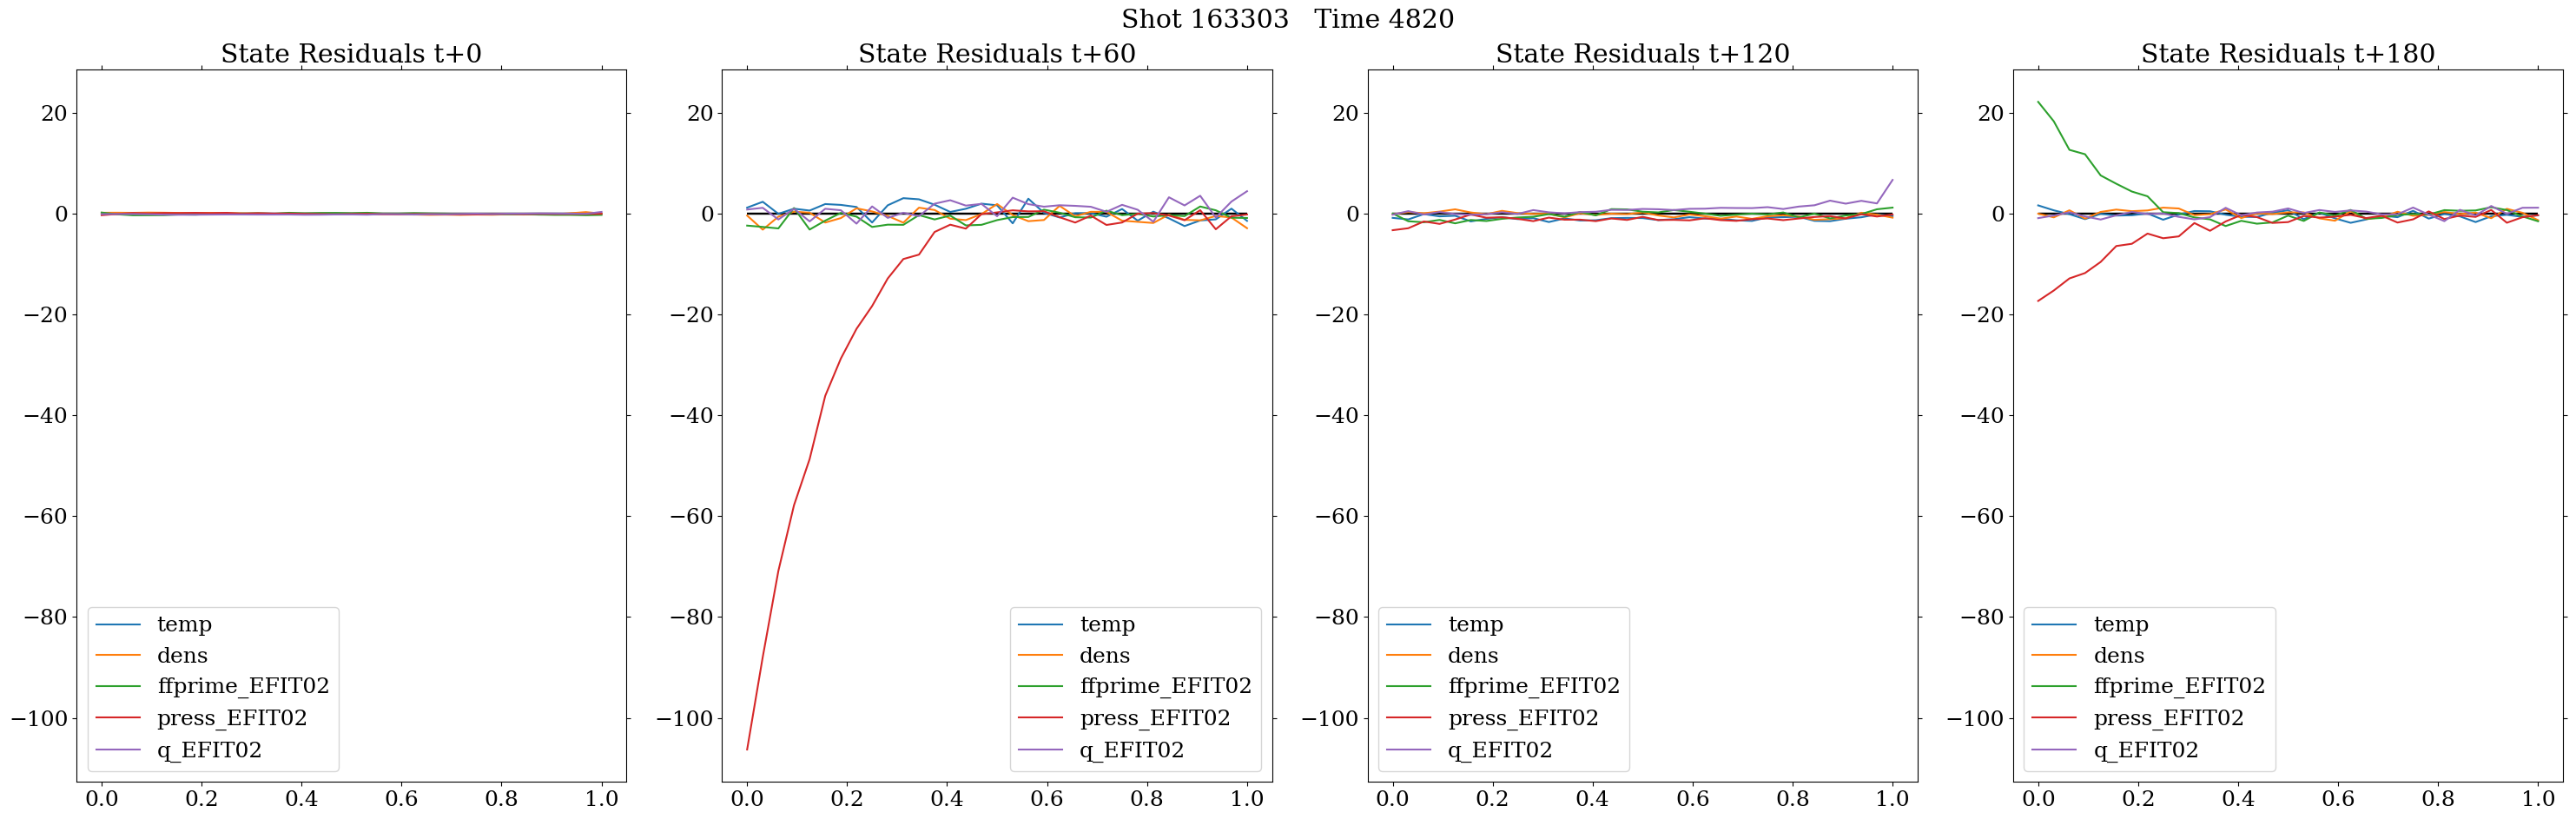 Shot 163303   Time 4820
State Residuals t+0
20
0
−20
−40
−60
−80
−100
temp
dens
ffprime_EFIT02
press_EFIT02
q_EFIT02
0.0 0.2 0.4 0.6 0.8 1.0
State Residuals t+60
20
0
−20
−40
−60
−80
−100
temp
dens
ffprime_EFIT02
press_EFIT02
q_EFIT02
0.0 0.2 0.4 0.6 0.8 1.0
State Residuals t+120
20
0
−20
−40
−60
−80
−100
temp
dens
ffprime_EFIT02
press_EFIT02
q_EFIT02
0.0 0.2 0.4 0.6 0.8 1.0
State Residuals t+180
20
0
−20
−40
−60
−80
−100
temp
dens
ffprime_EFIT02
press_EFIT02
q_EFIT02
0.0 0.2 0.4 0.6 0.8 1.0